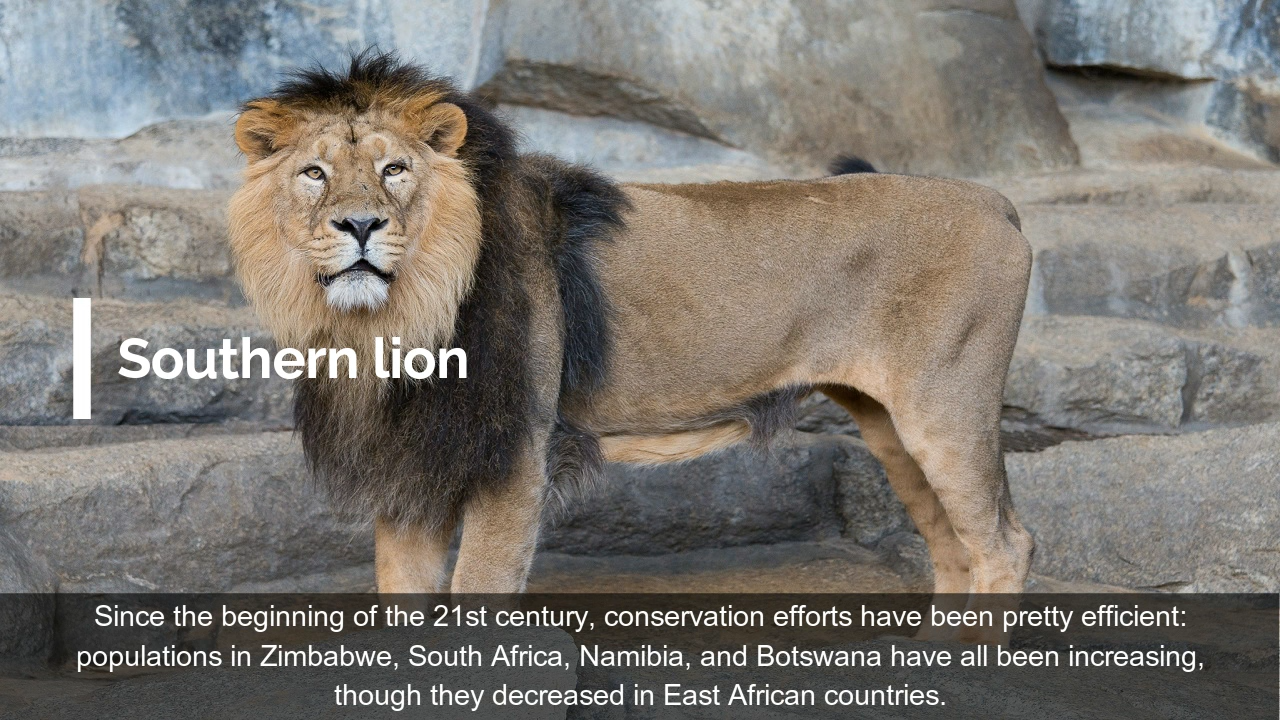 Southern lion
Since the beginning of the 21st century, conservation efforts have been pretty efficient:
populations in Zimbabwe, South Africa, Namibia, and Botswana have all been increasing,
though they decreased in East African countries.